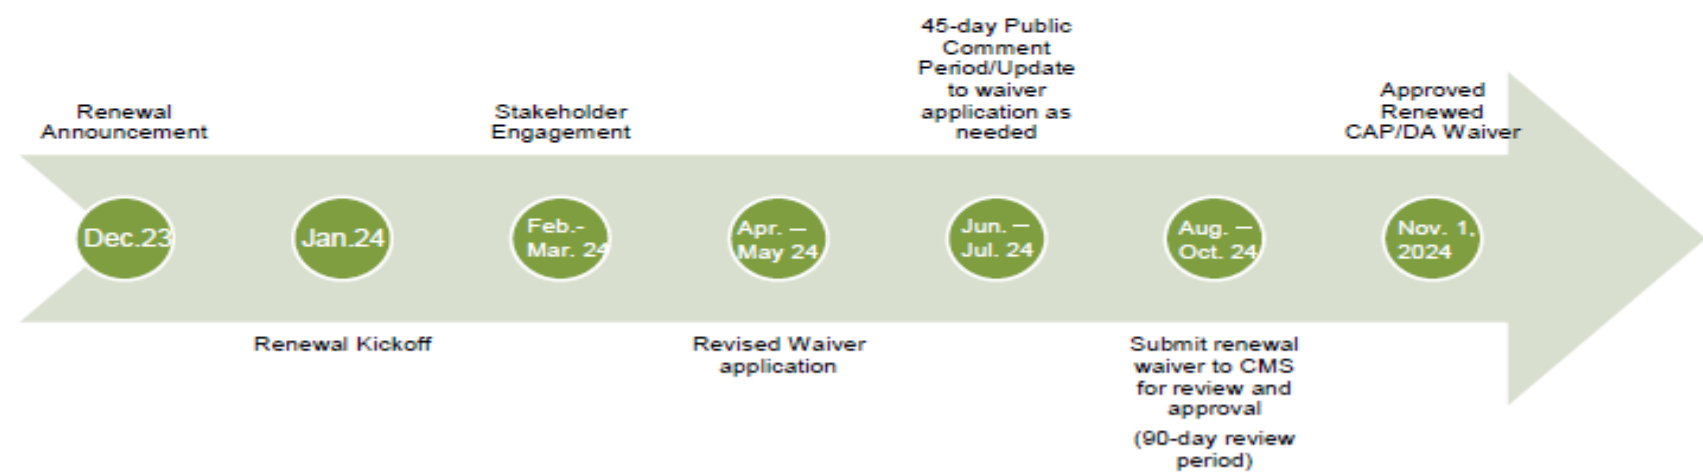 Renewal
Announcement
Dec.23
Jan.24
Renewal Kickoff
Stakeholder
Engagement
Feb.-
Mar. 24
Apr. –
May 24
Revised Waiver
application
45-day Public
Comment
Period/Update
to waiver
application as
needed
Jun. –
Jul. 24
Aug. –
Oct. 24
Submit renewal
waiver to CMS
for review and
approval
(90-day review
period)
Approved
Renewed
CAP/DA Waiver
Nov. 1,
2024